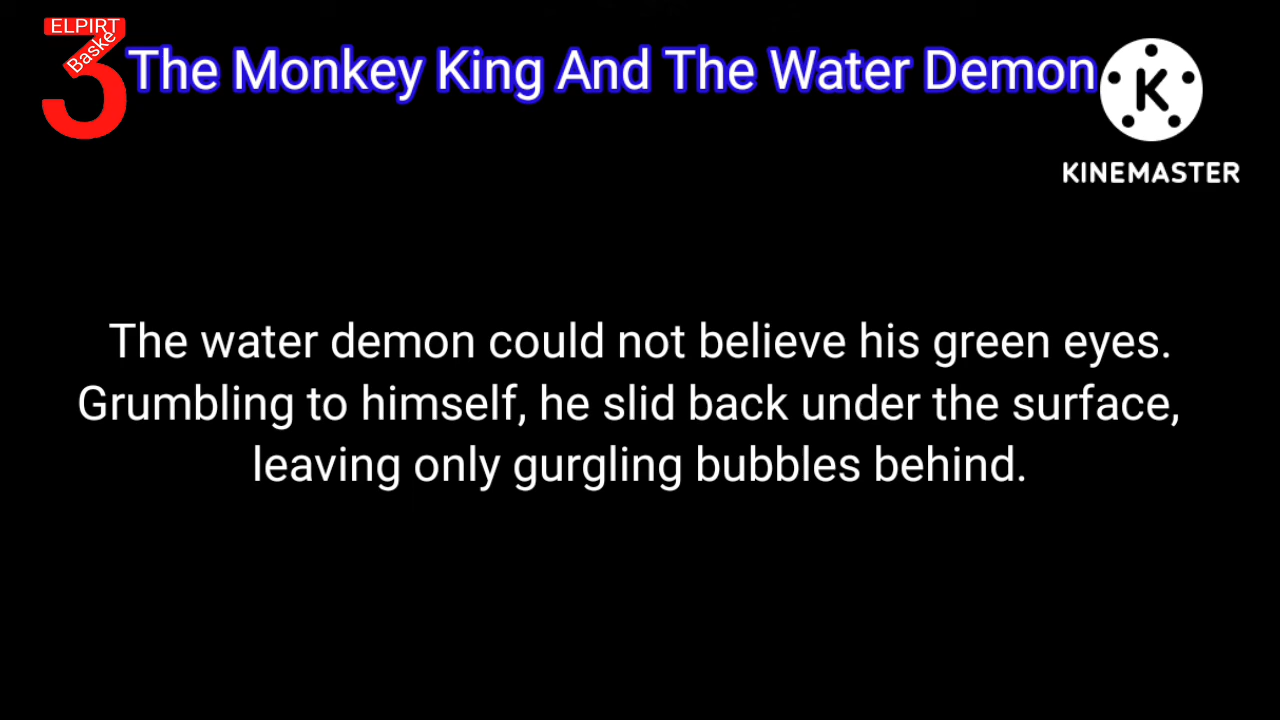 ELPIRT
Baske
3
The Monkey King And The Water Demon
K
KINEMASTER
The water demon could not believe his green eyes.
Grumbling to himself, he slid back under the surface,
leaving only gurgling bubbles behind.